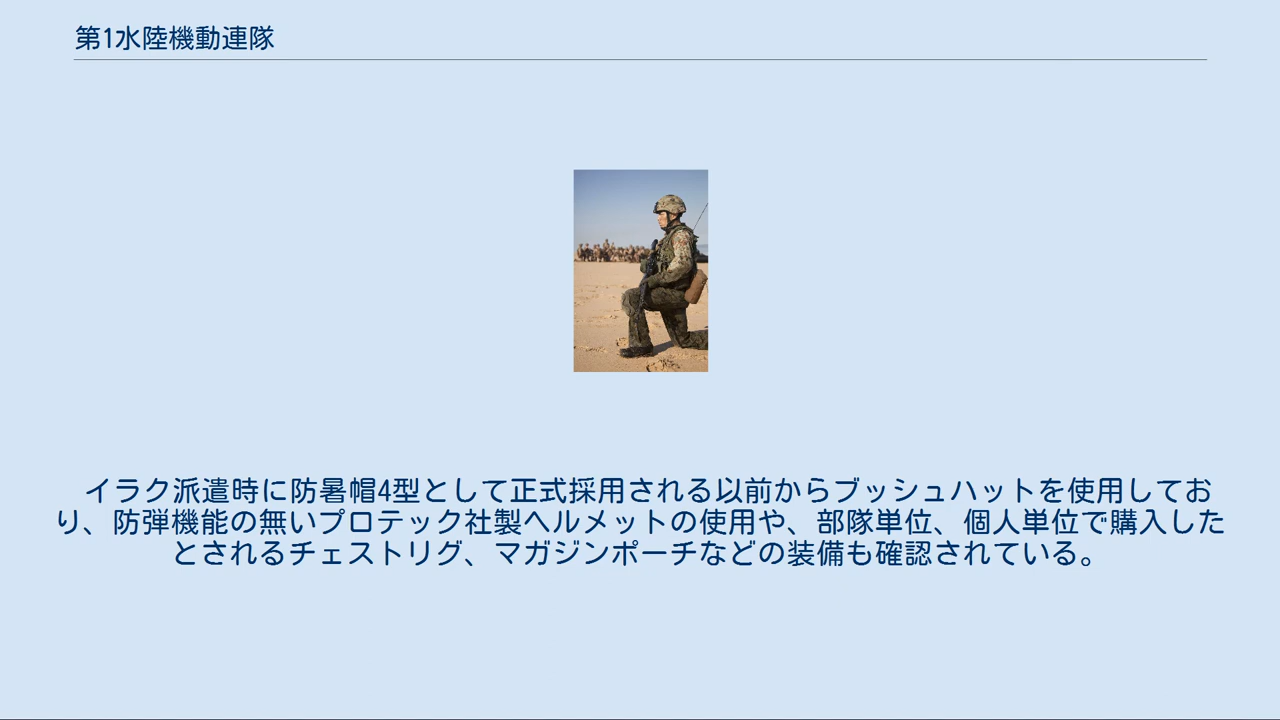 第1水陸機動連隊
イラク派遣時に防暑帽4型として正式採用される以前からブッシュハットを使用してお
り、防弾機能の無いプロテック社製ヘルメットの使用や、部隊単位、個人単位で購入した
とされるチェストリグ、マガジンポーチなどの装備も確認されている。